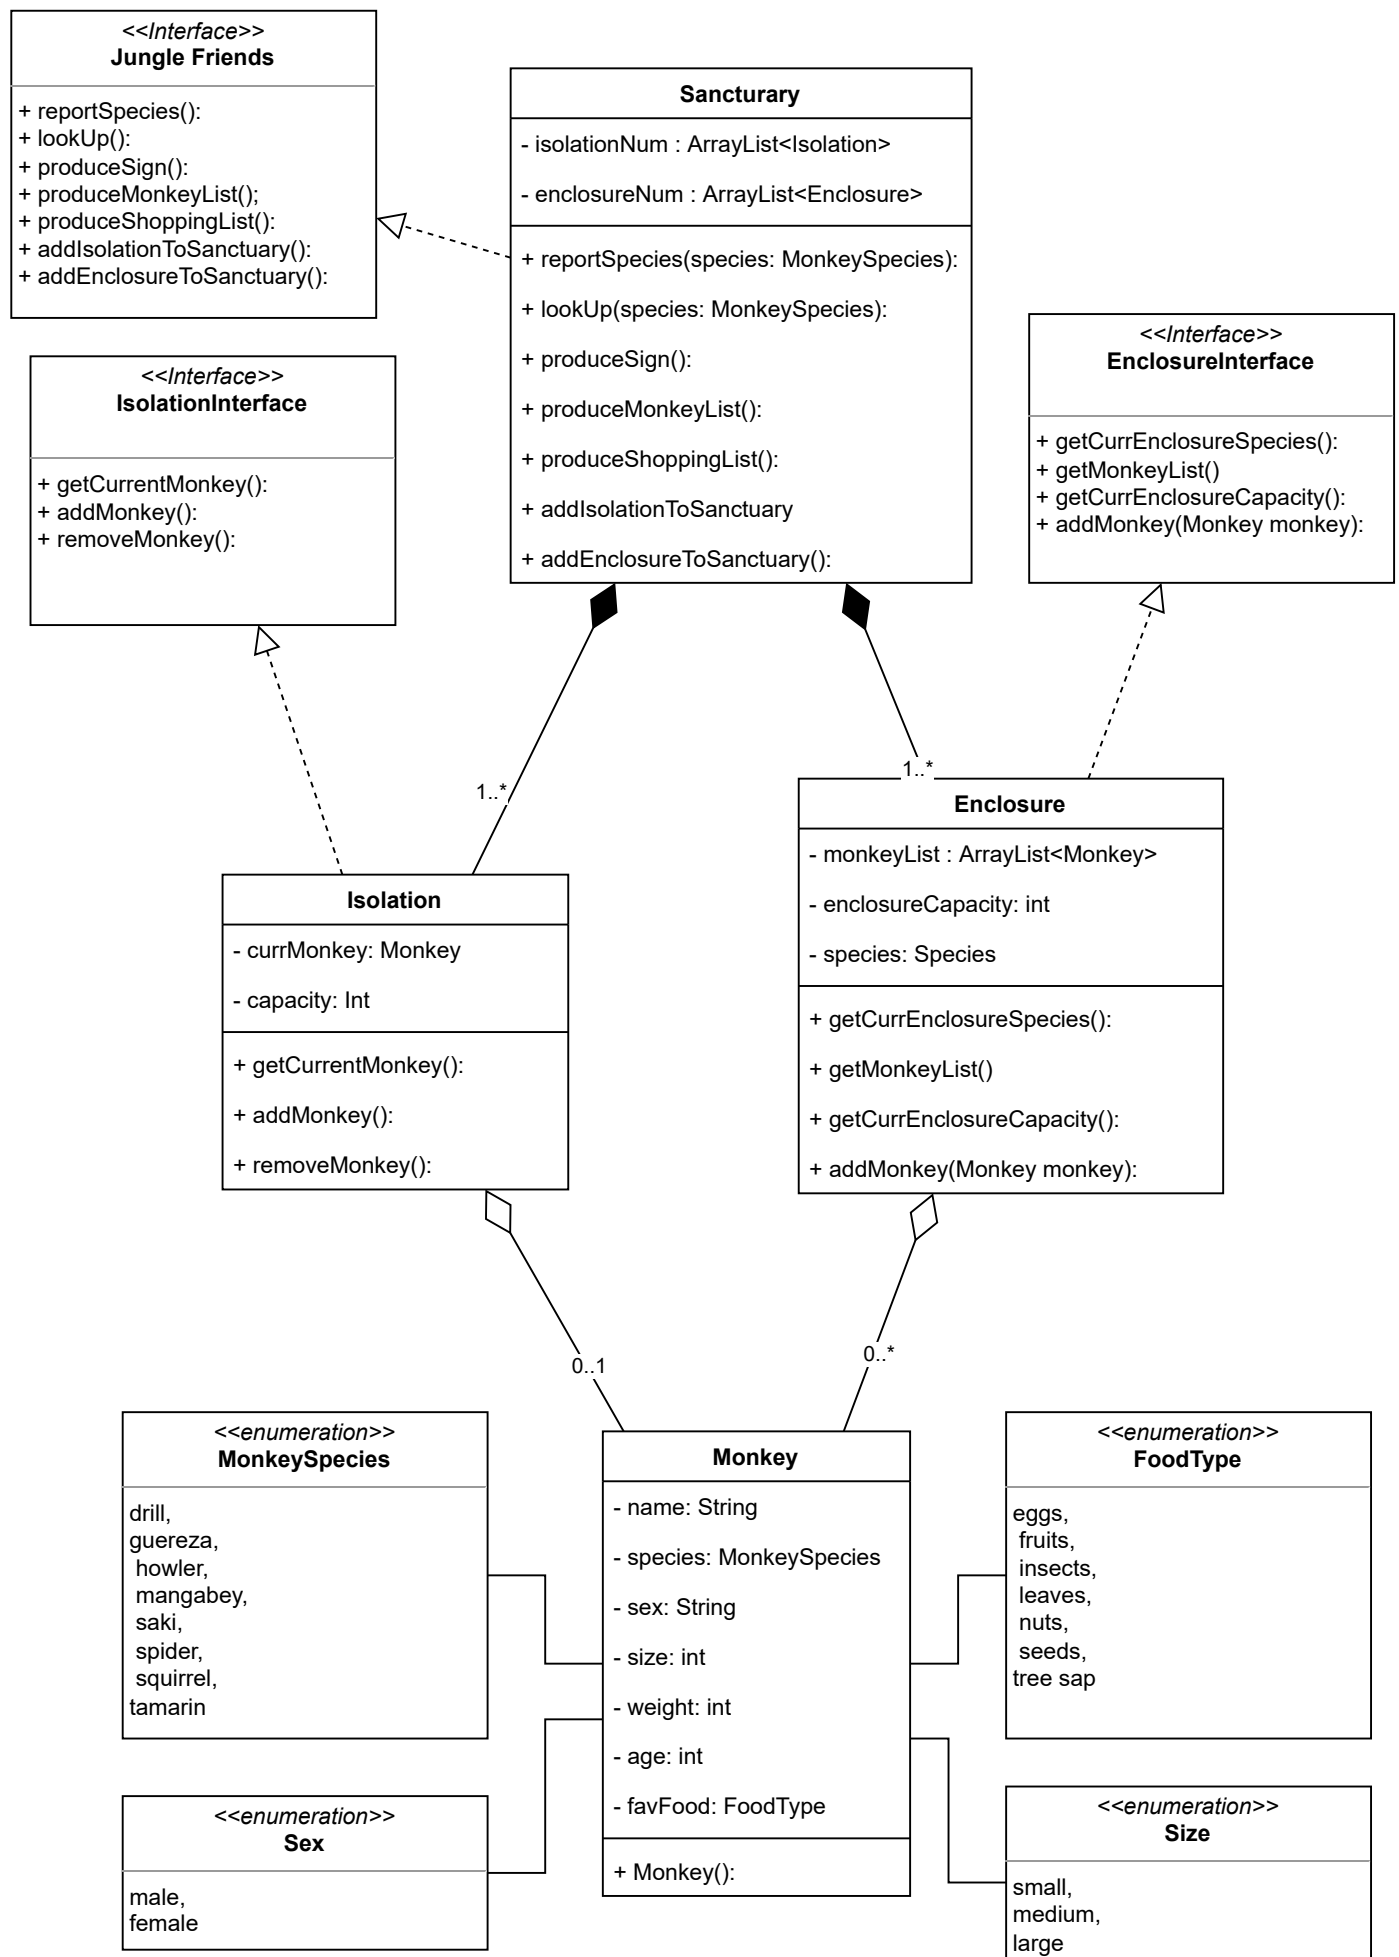 <<Interface>>
Jungle Friends
+ reportSpecies():
+ lookUp():
+ produceSign():
+ produceMonkeyList();
+ produceShoppingList():
+ addIsolationToSanctuary():
+ addEnclosureToSanctuary():
Sancturary
- isolationNum : ArrayList<Isolation>
- enclosureNum : ArrayList<Enclosure>
+ reportSpecies(species: MonkeySpecies):
+ lookUp(species: MonkeySpecies):
+ produceSign():
+ produceMonkeyList():
+ produceShoppingList():
+ addIsolationToSanctuary
+ addEnclosureToSanctuary():
<<Interface>>
IsolationInterface
+ getCurrentMonkey():
+ addMonkey():
+ removeMonkey():
<<Interface>>
EnclosureInterface
+ getCurrEnclosureSpecies():
+ getMonkeyList()
+ getCurrEnclosureCapacity():
+ addMonkey(Monkey monkey):
1..*
1..*
Isolation
- currMonkey: Monkey
- capacity: Int
+ getCurrentMonkey():
+ addMonkey():
+ removeMonkey():
Enclosure
- monkeyList : ArrayList<Monkey>
- enclosureCapacity: int
- species: Species
+ getCurrEnclosureSpecies():
+ getMonkeyList()
+ getCurrEnclosureCapacity():
+ addMonkey(Monkey monkey):
0..1
0..*
<<enumeration>>
MonkeySpecies
drill,
guereza,
howler,
mangabey,
saki,
spider,
squirrel,
tamarin
Monkey
- name: String
- species: MonkeySpecies
- sex: String
- size: int
- weight: int
- age: int
- favFood: FoodType
+ Monkey():
<<enumeration>>
FoodType
eggs,
fruits,
insects,
leaves,
nuts,
seeds,
tree sap
<<enumeration>>
Sex
male,
female
<<enumeration>>
Size
small,
medium,
large